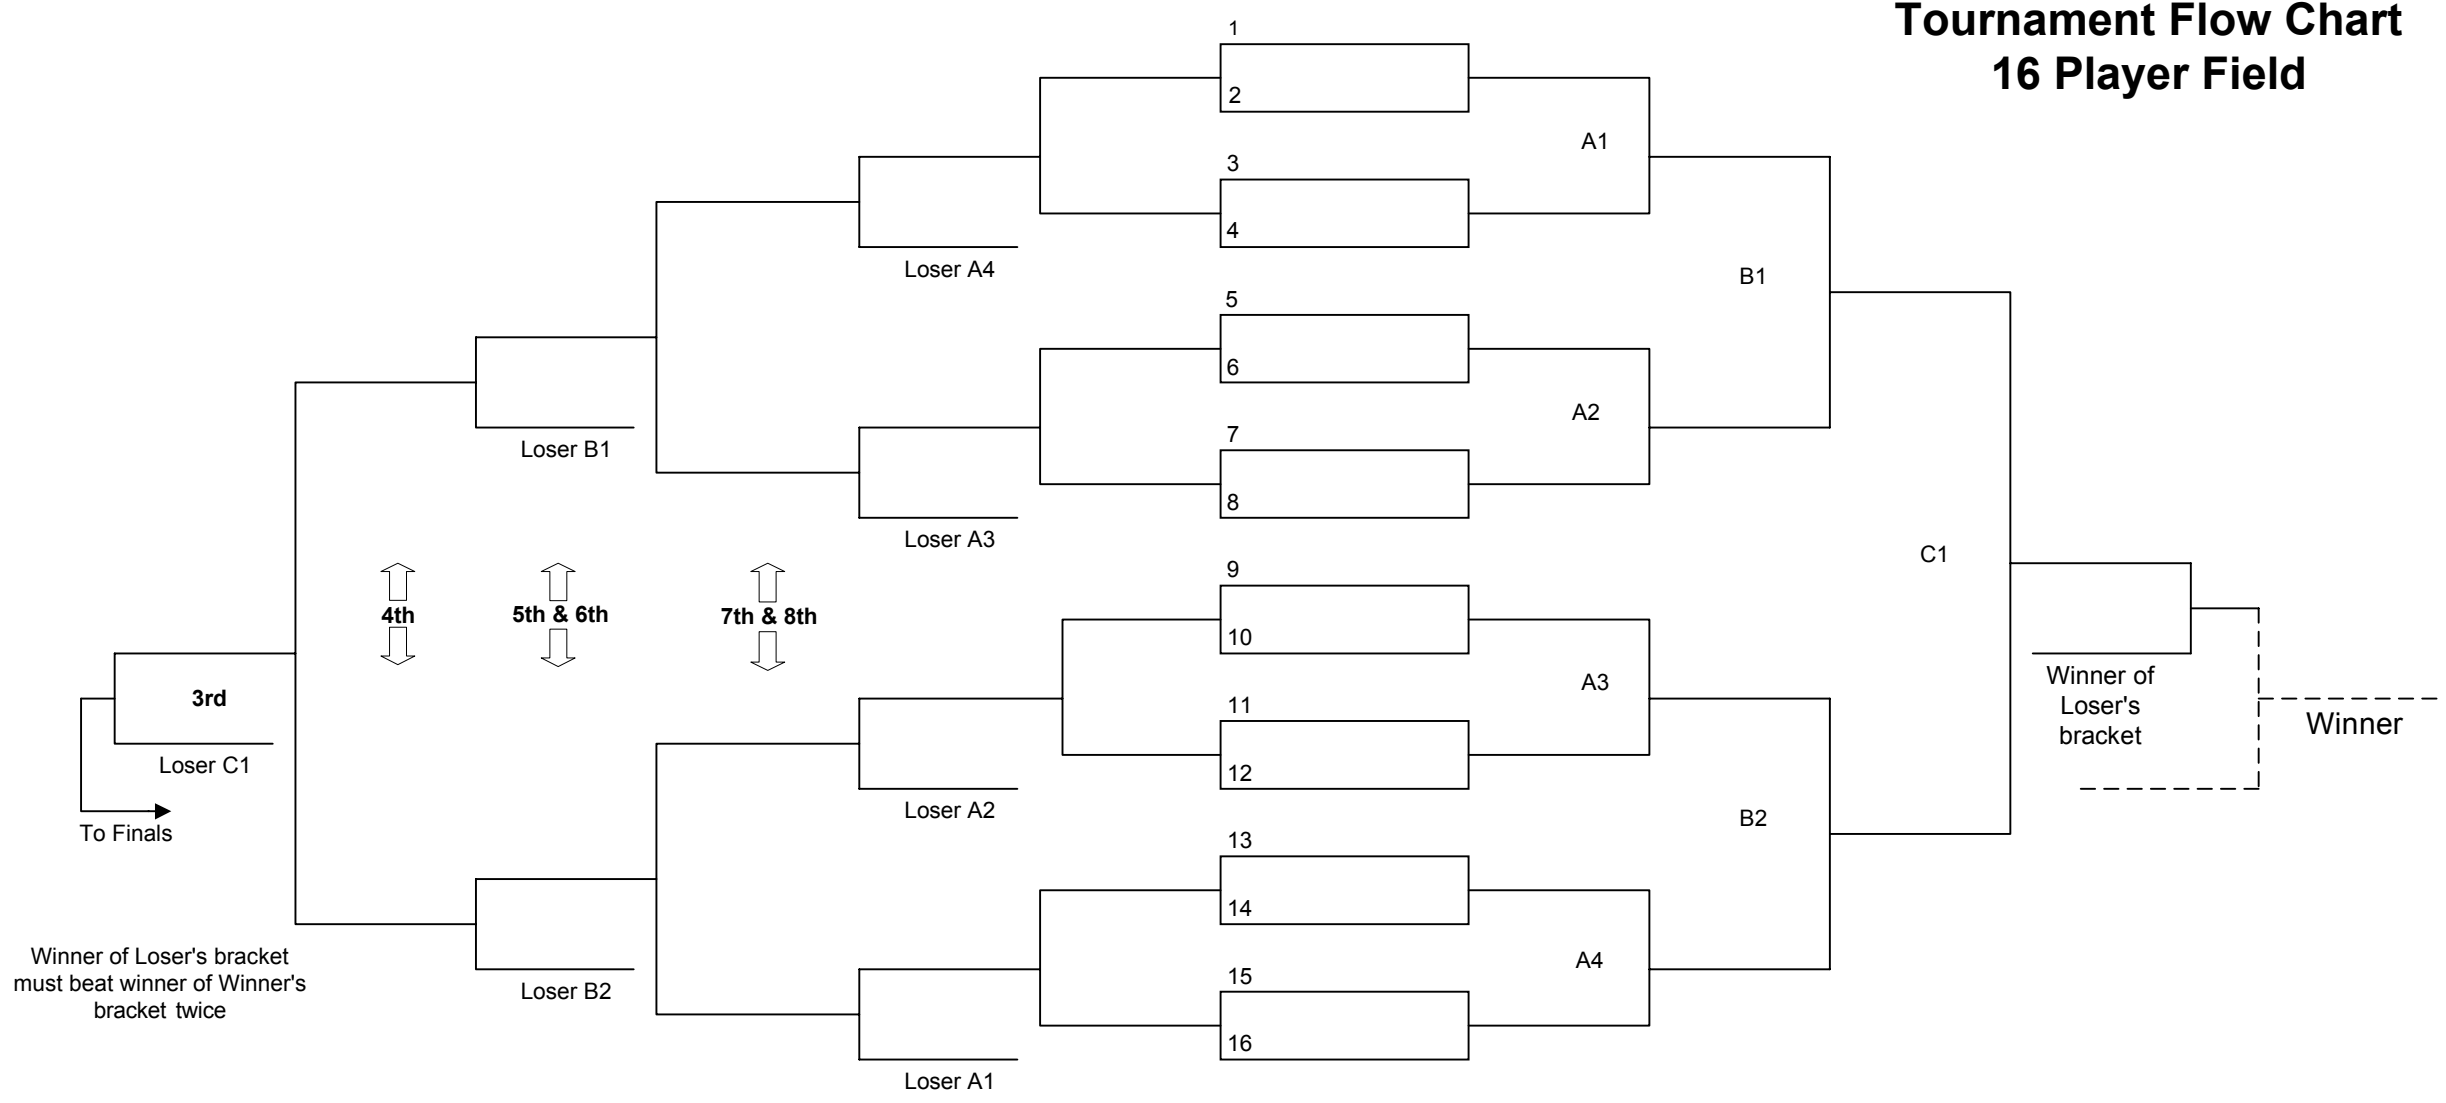 Tournament Flow Chart
16 Player Field
1
2
A1
3
4
Loser A4
B1
5
6
A2
7
Loser B1
8
Loser A3
C1
9
4th
5th & 6th
7th & 8th
10
A3
Winner of
Loser's
bracket
3rd
11
Winner
Loser C1
12
Loser A2
B2
To Finals
13
14
Winner of Loser's bracket
must beat winner of Winner's
bracket twice
A4
15
Loser B2
16
Loser A1